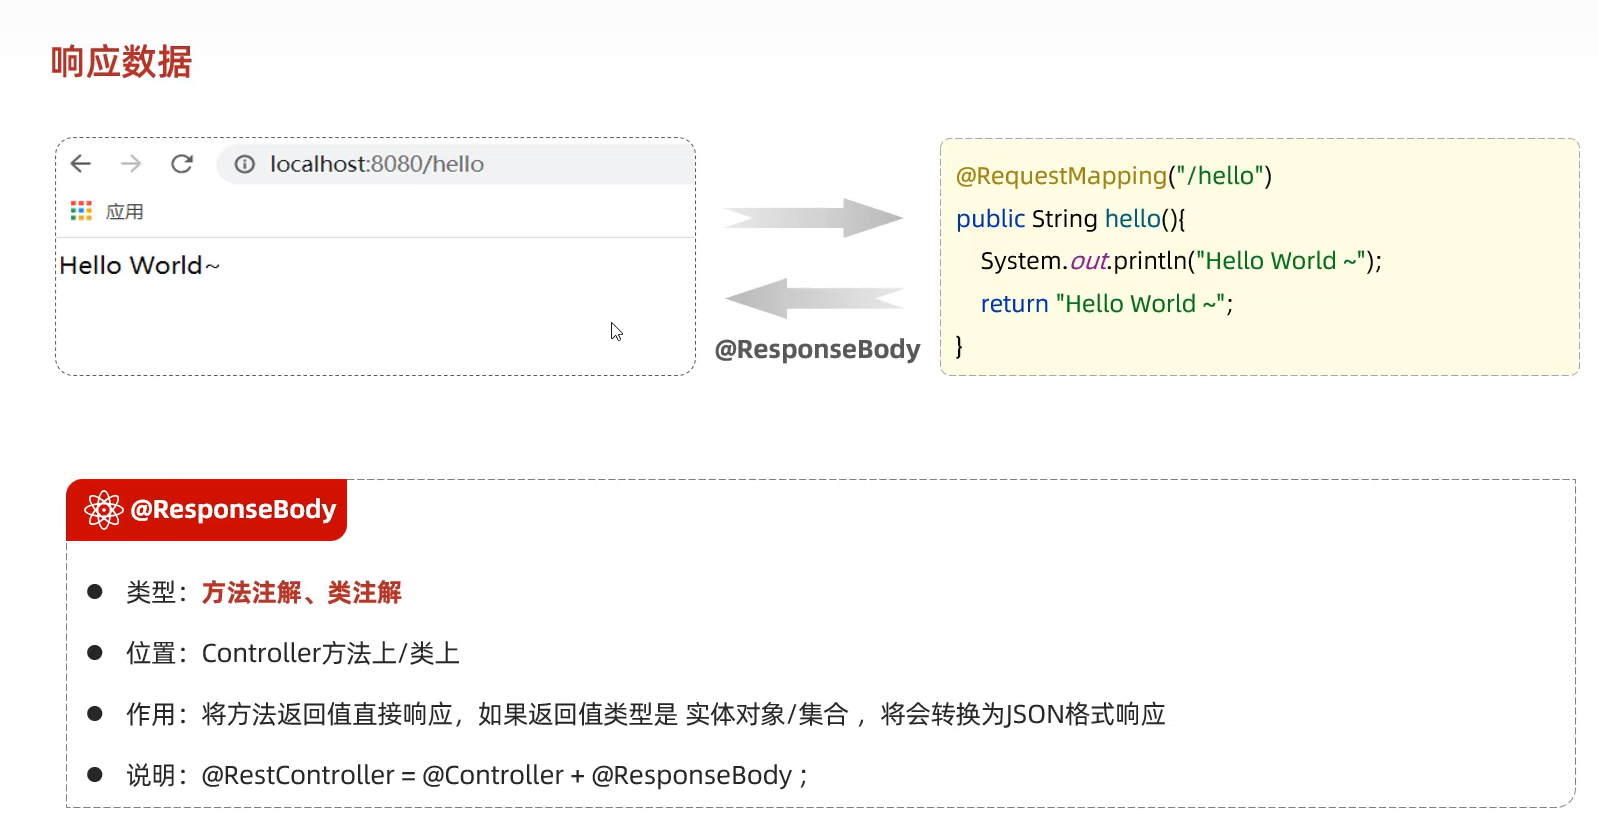 响应数据
localhost:8080/hello
应用
Hello World~
@ResponseBody
@RequestMapping("/hello")
public String hello(){
System.out.println("Hello World ~");
return "Hello World ~";
}
@ResponseBody
类型：方法注解、类注解
位置：Controller方法上/类上
作用：将方法返回值直接响应，如果返回值类型是 实体对象/集合 ，将会转换为JSON格式响应
说明：@RestController = @Controller + @ResponseBody ;